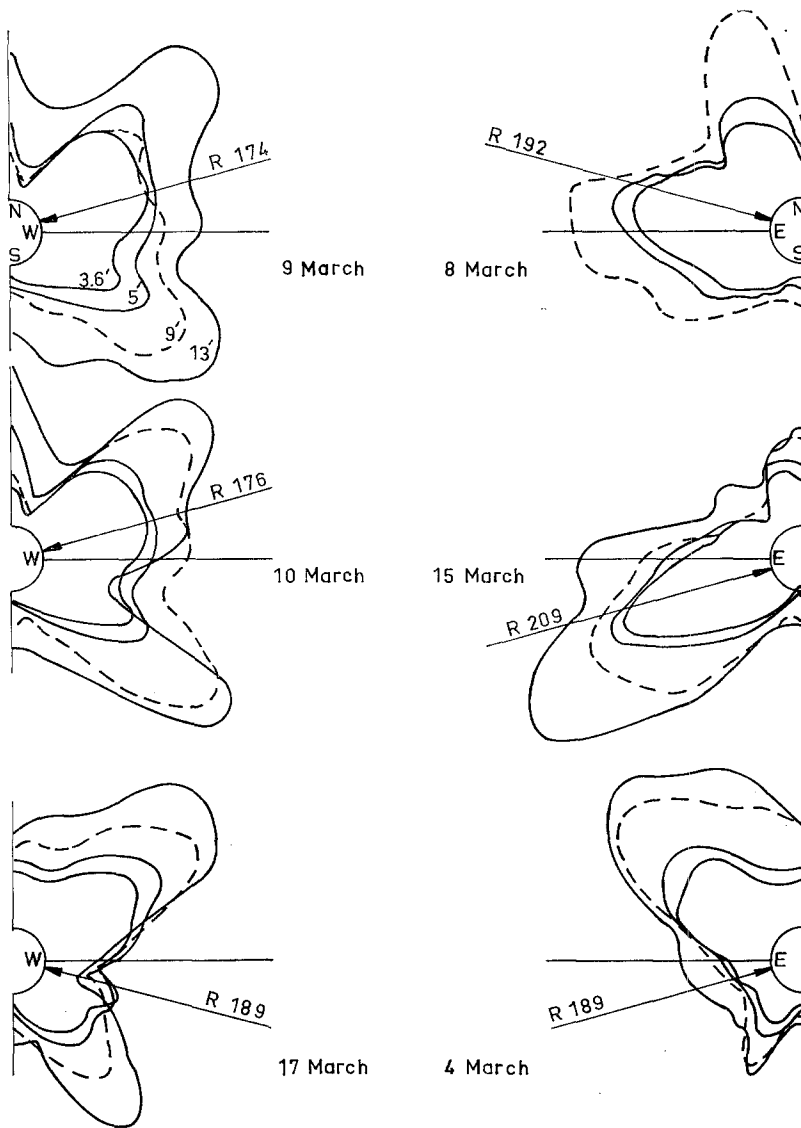 R 174
N
W
S
3.6'
5'
9'
13'
9 March
R 192
N
E
S
8 March
R 176
W
10 March
E
R 209
15 March
W
R 189
17 March
E
R 189
4 March